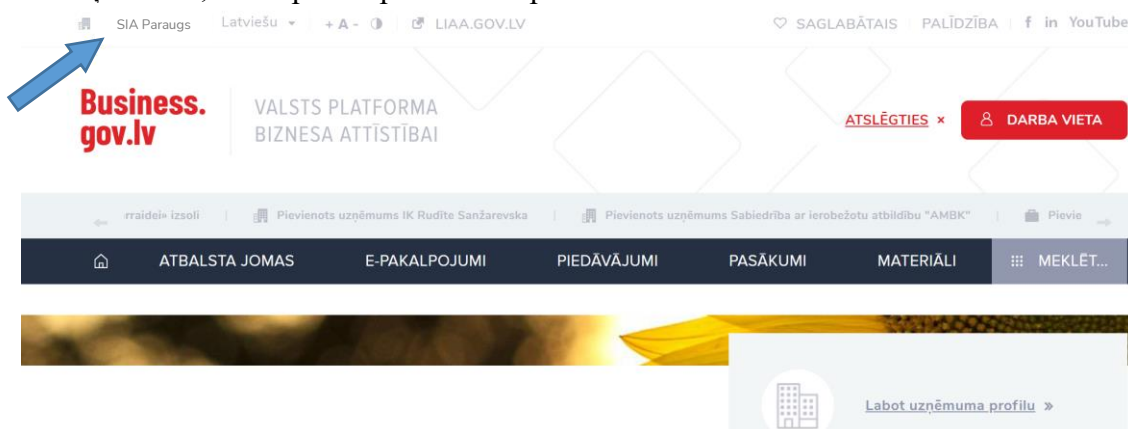 SIA Paraugs Latviešu + A - LIAA.GOV.LV SAGLABĀTAIS PALĪDZĪBA f in YouTube
Business.
gov.lv
VALSTS PLATFORMA
BIZNESA ATTĪSTĪBAI
ATSLĒGTIES × DARBA VIETA
rraidei» izsoli Pievienots uzņēmums IK Rudīte Sanžarevska Pievienots uzņēmums Sabiedrība ar ierobežotu atbildību "AMBK" Pievie
ATBALSTA JOMAS E-PAKALPOJUMI PIEDĀVĀJUMI PASĀKUMI MATERIĀLI MEKLĒT...
Labot uzņēmuma profilu »